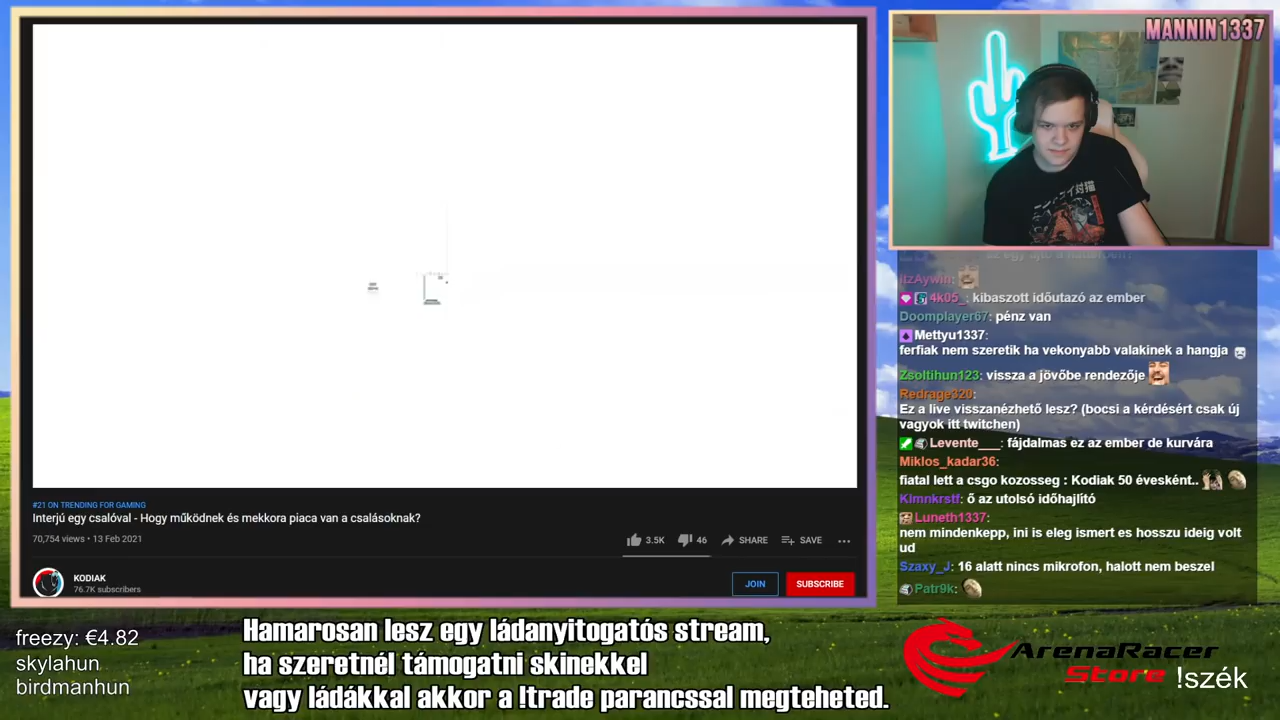 MANNIN1337
ItzAywin:
4k05_: kibaszott időutazó az ember
Doomplayer67: pénz van
Mettyu1337:
ferfiak nem szeretik ha vekonyabb valakinek a hangja
Zsoltihun123: vissza a jövőbe rendezője
Redrage320:
Ez a live visszanézhető lesz? (bocsi a kérdésért csak új
vagyok itt twitchen)
Levente___: fájdalmas ez az ember de kurvára
Miklos_kadar36:
fiatal lett a csgo kozosseg : Kodiak 50 évesként..
Klmnkrstf: ő az utolsó időhajlító
Luneth1337:
nem mindenkepp, ini is eleg ismert es hosszu ideig volt
ud
Szaxy_J: 16 alatt nincs mikrofon, halott nem beszel
Patr9k:
#21 ON TRENDING FOR GAMING
Interjú egy csalóval - Hogy működnek és mekkora piaca van a csalásoknak?
70,754 views • 13 Feb 2021
3.5K 46 SHARE SAVE
KODIAK
76.7K subscribers
JOIN SUBSCRIBE
freezy: €4.82
skylahun
birdmanhun
Hamarosan lesz egy ládanyitogatós stream,
ha szeretnél támogatni skinekkel
vagy ládákkal akkor a !trade parancssal megteheted.
ArenaRacer
Store !szék